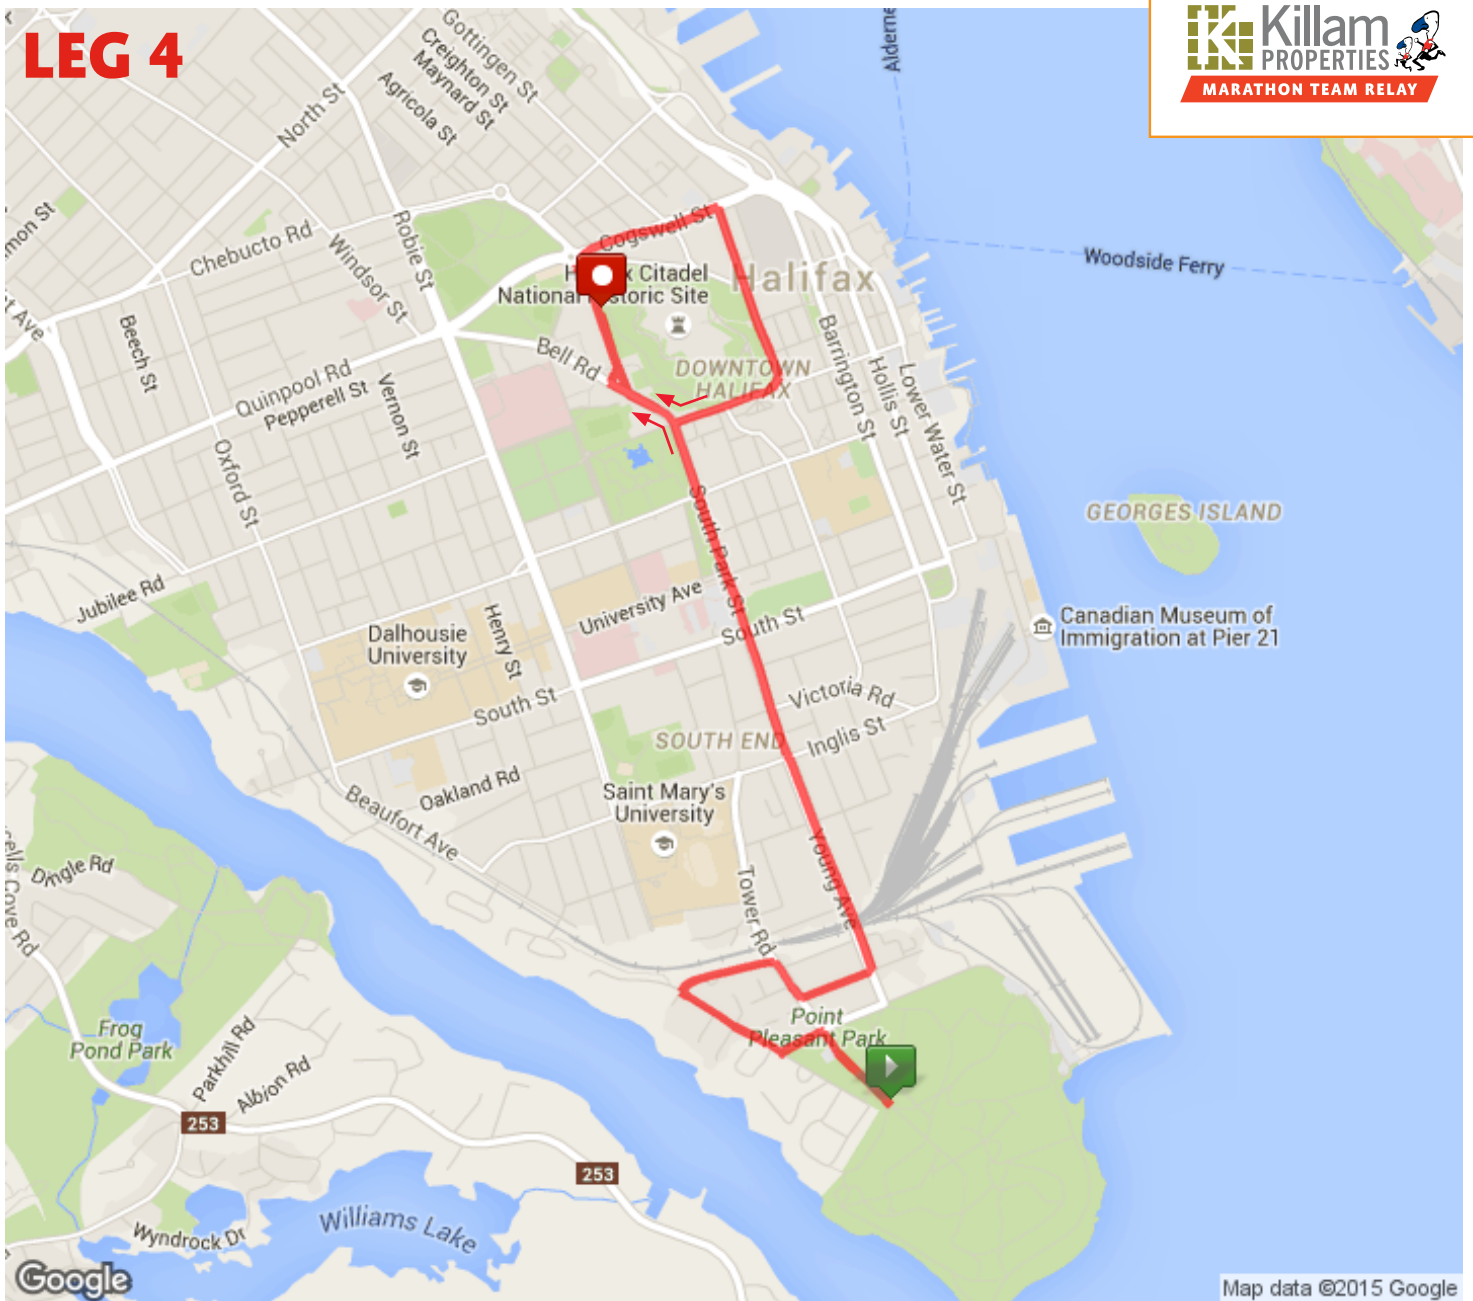 LEG 4
Killam
PROPERTIES
MARATHON TEAM RELAY
Gottingen St
Creighton St
Maynard St
Agricola St
North St
Alderne
Robie St
Chebucto Rd
Windsor St
Cogswell St
Woodside Ferry
Halifax
National
Historic Site
Citadel
Beech St
Quinpool Rd
Pepperell St
Vernon St
Bell Rd
DOWNTOWN
HALIFAX
Barrington St
Hollis St
Lower Water St
Oxford St
South Park St
GEORGES ISLAND
Jubilee Rd
University Ave
South St
Henry St
Dalhousie
University
Canadian Museum of
Immigration at Pier 21
South St
Victoria Rd
SOUTH END
Inglis St
Oakland Rd
Saint Mary's
University
Beaufort Ave
Young Ave
Tower Rd
Dingle Rd
ells Cove Rd
Point
Pleasant Park
Frog
Pond Park
Parkhill Rd
Albion Rd
253
253
Williams Lake
Wyndrock Dr
Google
Map data ©2015 Google